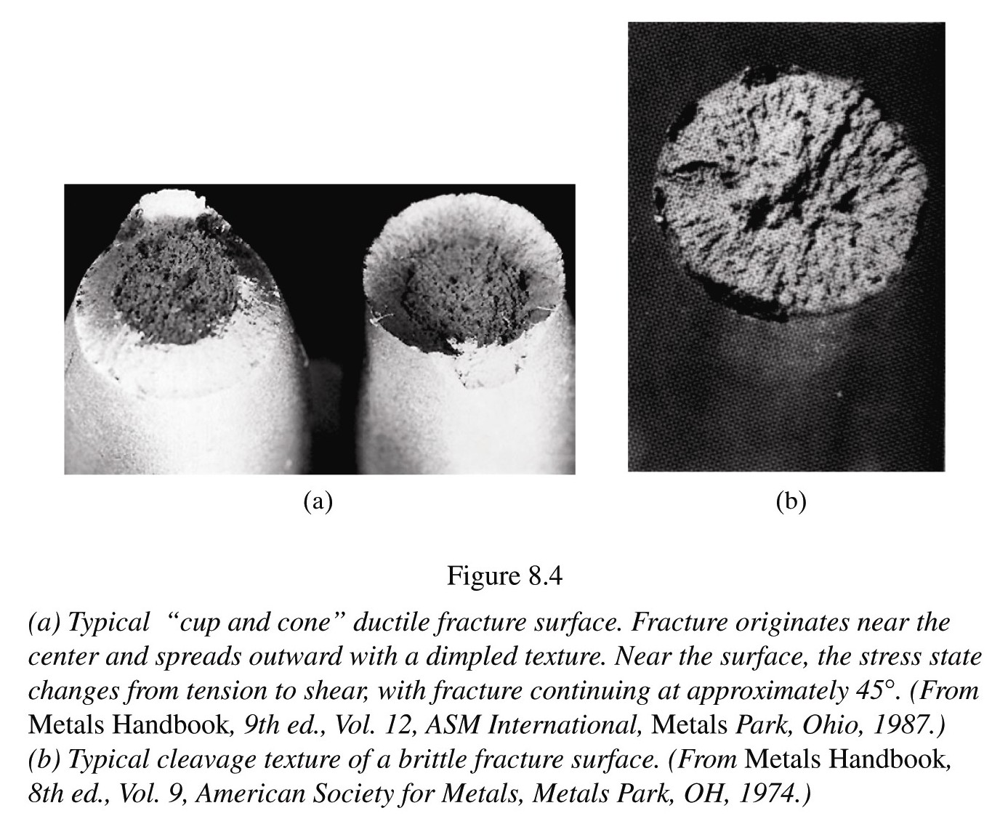 (a)
(b)
Figure 8.4
(a) Typical “cup and cone” ductile fracture surface. Fracture originates near the
center and spreads outward with a dimpled texture. Near the surface, the stress state
changes from tension to shear, with fracture continuing at approximately 45°. (From
Metals Handbook, 9th ed., Vol. 12, ASM International, Metals Park, Ohio, 1987.)
(b) Typical cleavage texture of a brittle fracture surface. (From Metals Handbook,
8th ed., Vol. 9, American Society for Metals, Metals Park, OH, 1974.)